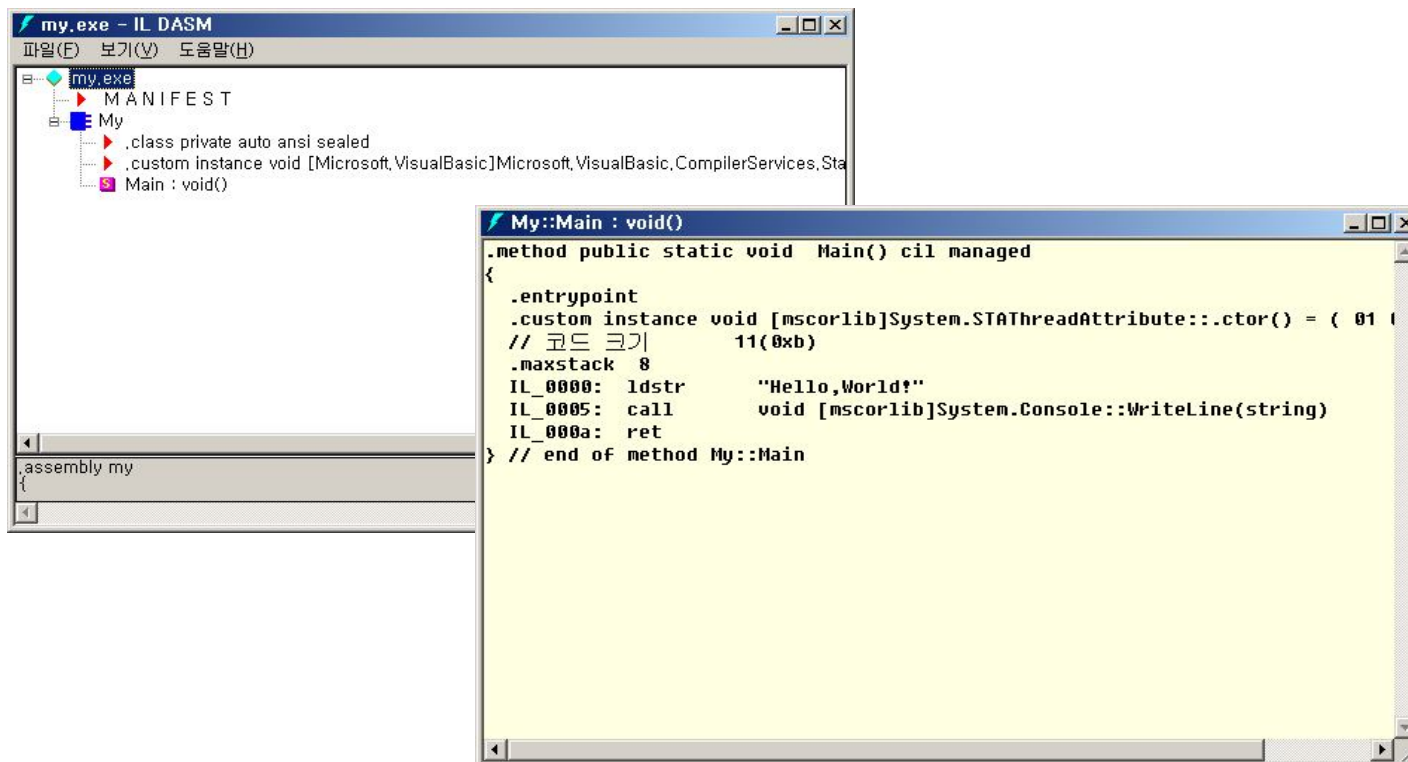 my.exe - IL DASM
파일(F) 보기(V) 도움말(H)
my.exe
M A N I F E S T
My
.class private auto ansi sealed
.custom instance void [Microsoft.VisualBasic]Microsoft.VisualBasic.CompilerServices.Sta
Main : void()
.assembly my
{
My::Main : void()
.method public static void Main() cil managed
{
.entrypoint
.custom instance void [mscorlib]System.STAThreadAttribute::.ctor() = ( 01
// 코드 크기 11(0xb)
.maxstack 8
IL_0000: ldstr "Hello,World!"
IL_0005: call void [mscorlib]System.Console::WriteLine(string)
IL_000a: ret
} // end of method My::Main